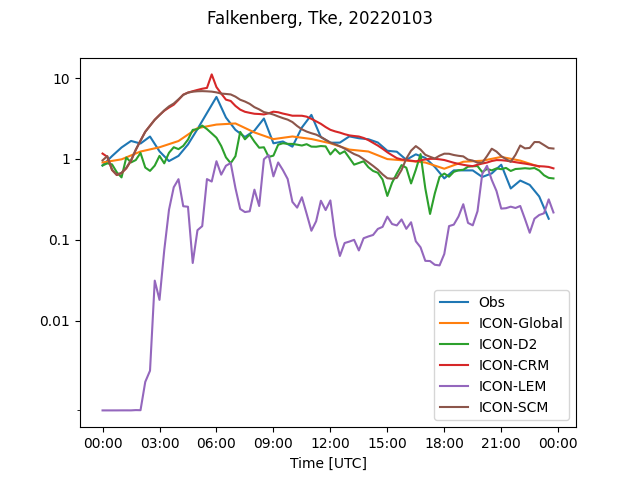 Falkenberg, Tke, 20220103
10
1
0.1
0.01
Obs
ICON-Global
ICON-D2
ICON-CRM
ICON-LEM
ICON-SCM
00:00 03:00 06:00 09:00 12:00 15:00 18:00 21:00 00:00
Time [UTC]